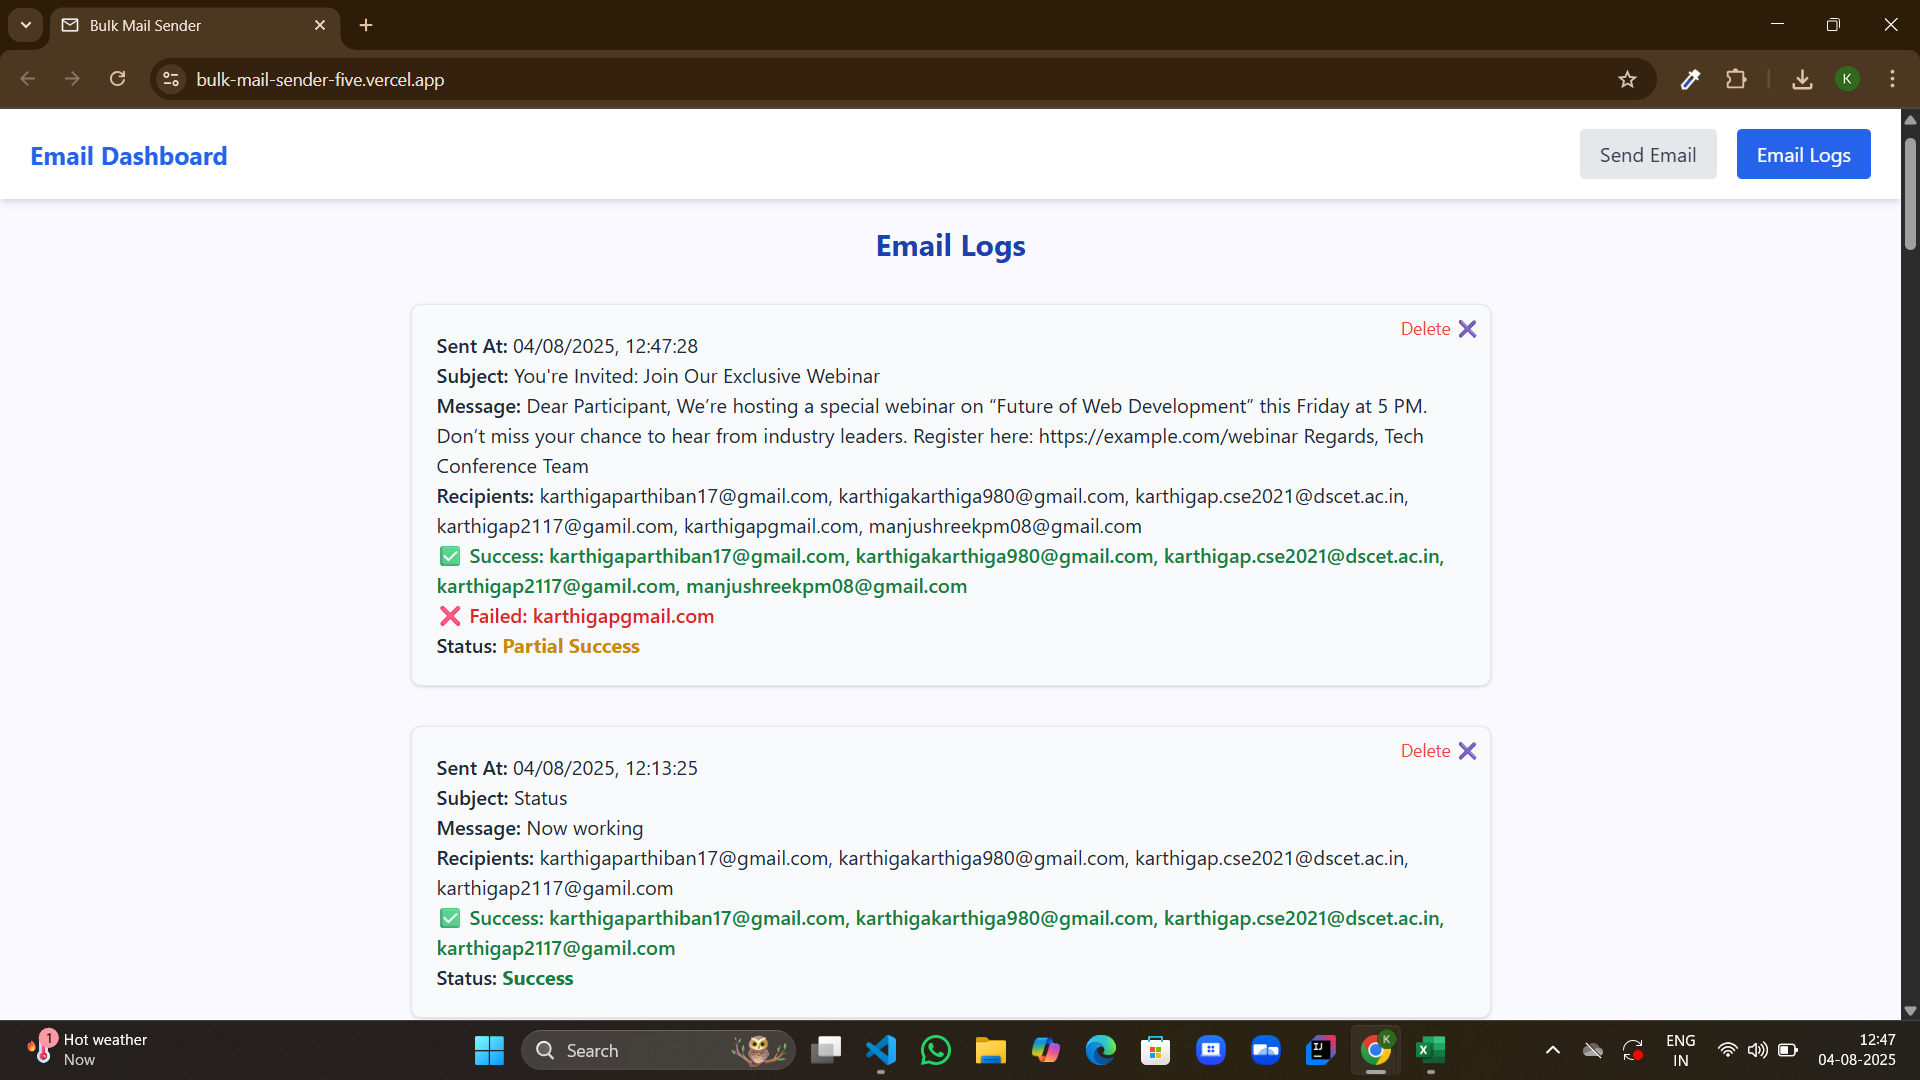 Bulk Mail Sender
bulk-mail-sender-five.vercel.app
K
Email Dashboard
Send Email
Email Logs
Email Logs
Delete
Sent At: 04/08/2025, 12:47:28
Subject: You're Invited: Join Our Exclusive Webinar
Message: Dear Participant, We’re hosting a special webinar on “Future of Web Development” this Friday at 5 PM.
Don’t miss your chance to hear from industry leaders. Register here: https://example.com/webinar Regards, Tech
Conference Team
Recipients: karthigaparthiban17@gmail.com, karthigakarthiga980@gmail.com, karthigap.cse2021@dscet.ac.in,
karthigap2117@gamil.com, karthigapgmail.com, manjushreekpm08@gmail.com
✅ Success: karthigaparthiban17@gmail.com, karthigakarthiga980@gmail.com, karthigap.cse2021@dscet.ac.in,
karthigap2117@gamil.com, manjushreekpm08@gmail.com
❌ Failed: karthigapgmail.com
Status: Partial Success
Delete
Sent At: 04/08/2025, 12:13:25
Subject: Status
Message: Now working
Recipients: karthigaparthiban17@gmail.com, karthigakarthiga980@gmail.com, karthigap.cse2021@dscet.ac.in,
karthigap2117@gamil.com
✅ Success: karthigaparthiban17@gmail.com, karthigakarthiga980@gmail.com, karthigap.cse2021@dscet.ac.in,
karthigap2117@gamil.com
Status: Success
1
Hot weather
Now
Search
IJ
K
X
ENG
IN
12:47
04-08-2025